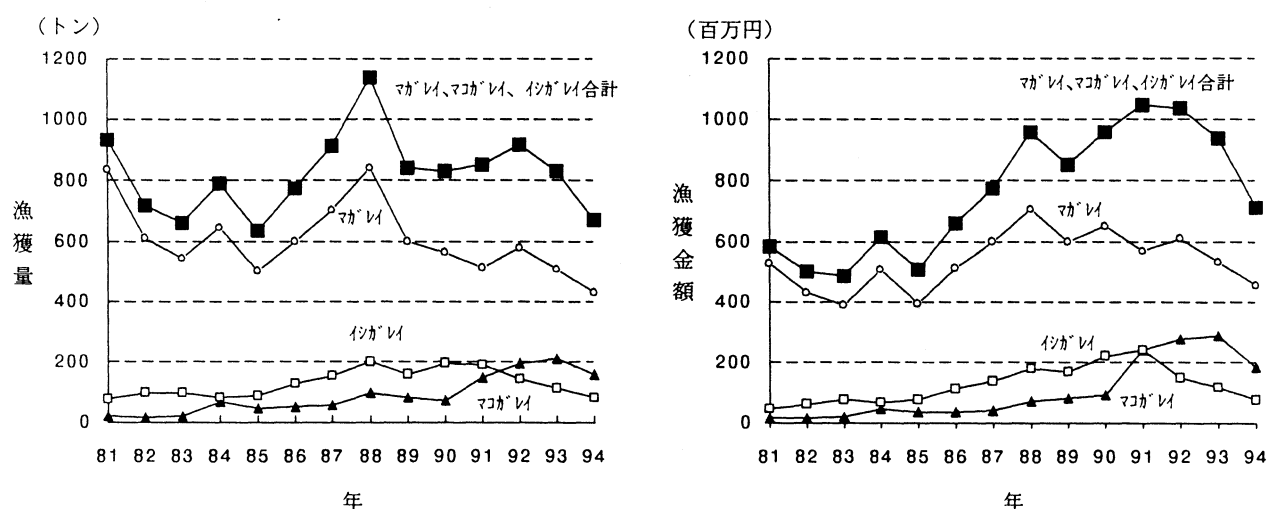 (トン)
1200
1000
800
600
400
200
0
漁獲量
マガレイ、マコガレイ、イシガレイ合計
マガレイ
イシガレイ
マコガレイ
81 82 83 84 85 86 87 88 89 90 91 92 93 94
年
(百万円)
1200
1000
800
600
400
200
0
漁獲金額
マガレイ、マコガレイ、イシガレイ合計
マガレイ
イシガレイ
マコガレイ
81 82 83 84 85 86 87 88 89 90 91 92 93 94
年